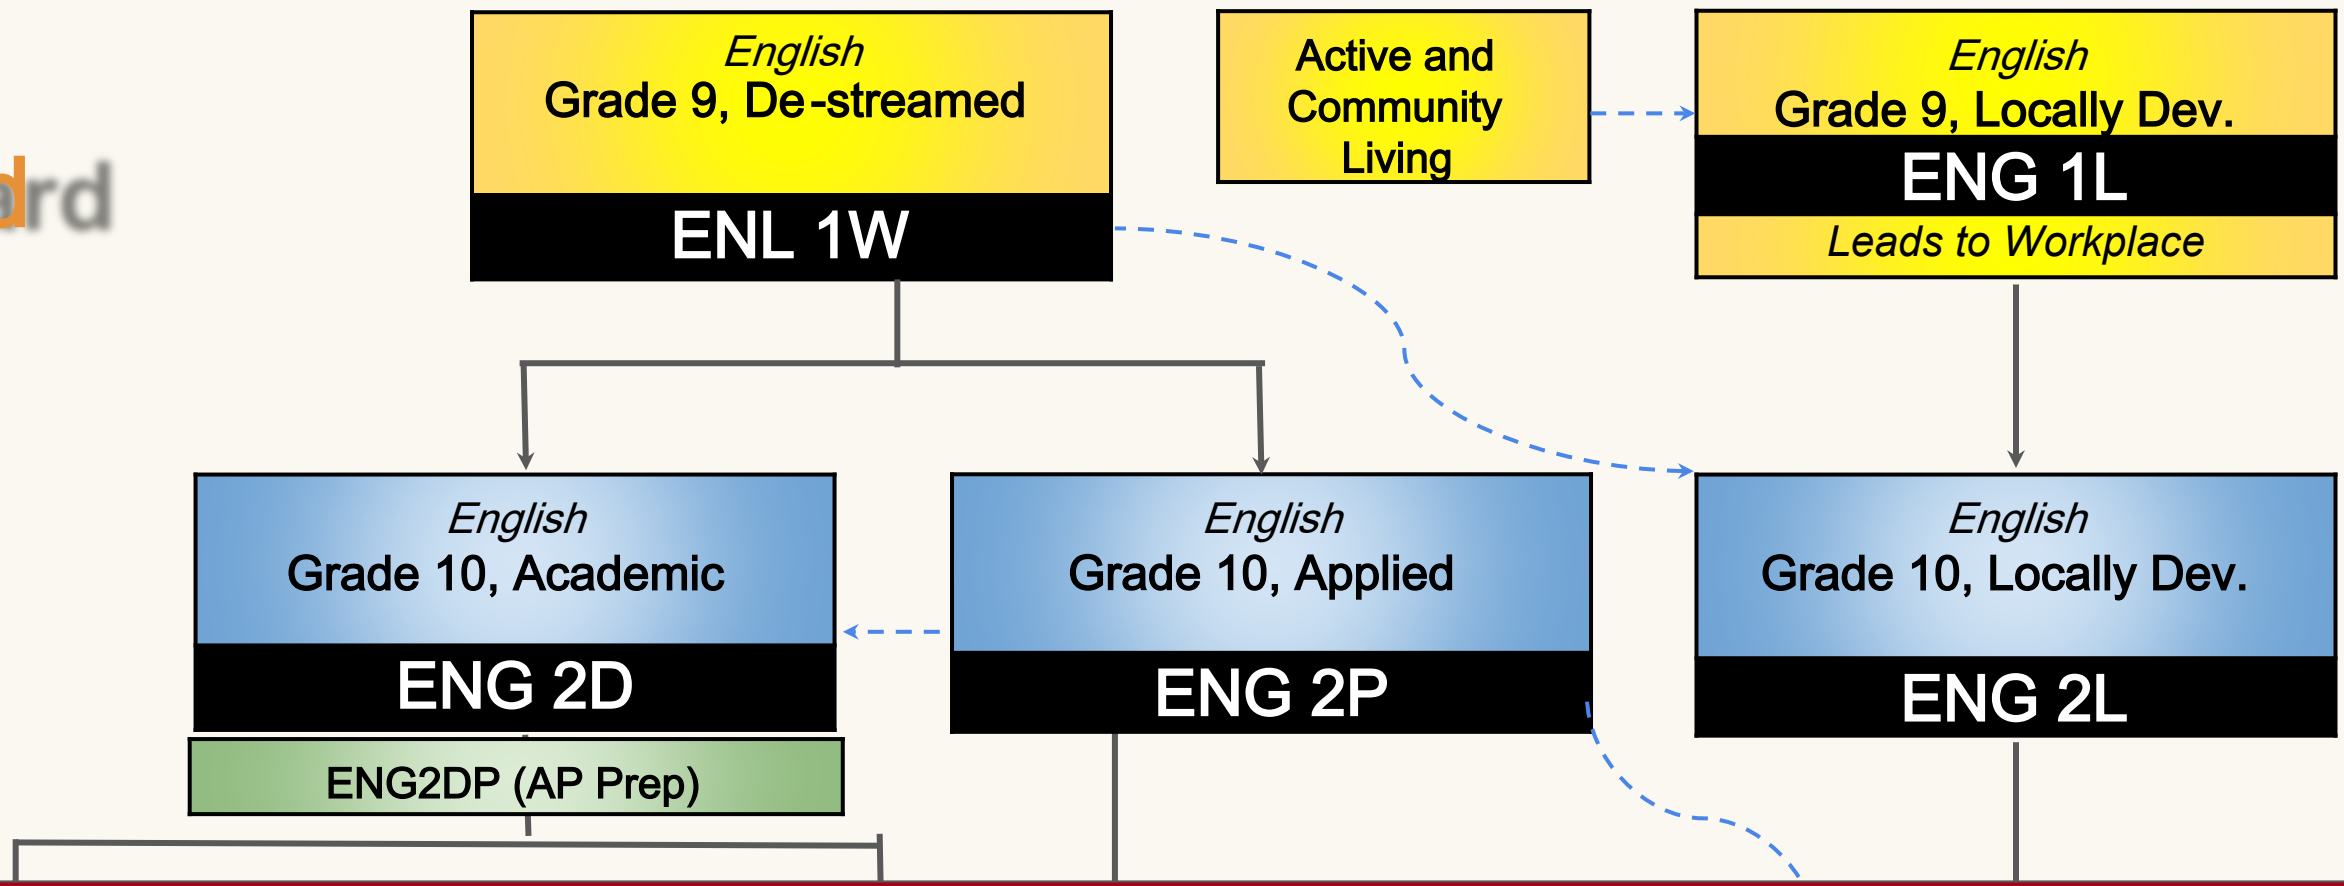 English
Grade 9, De-streamed
ENL 1W
Active and
Community
Living
English
Grade 9, Locally Dev.
ENG 1L
Leads to Workplace
English
Grade 10, Academic
ENG 2D
ENG2DP (AP Prep)
English
Grade 10, Applied
ENG 2P
English
Grade 10, Locally Dev.
ENG 2L